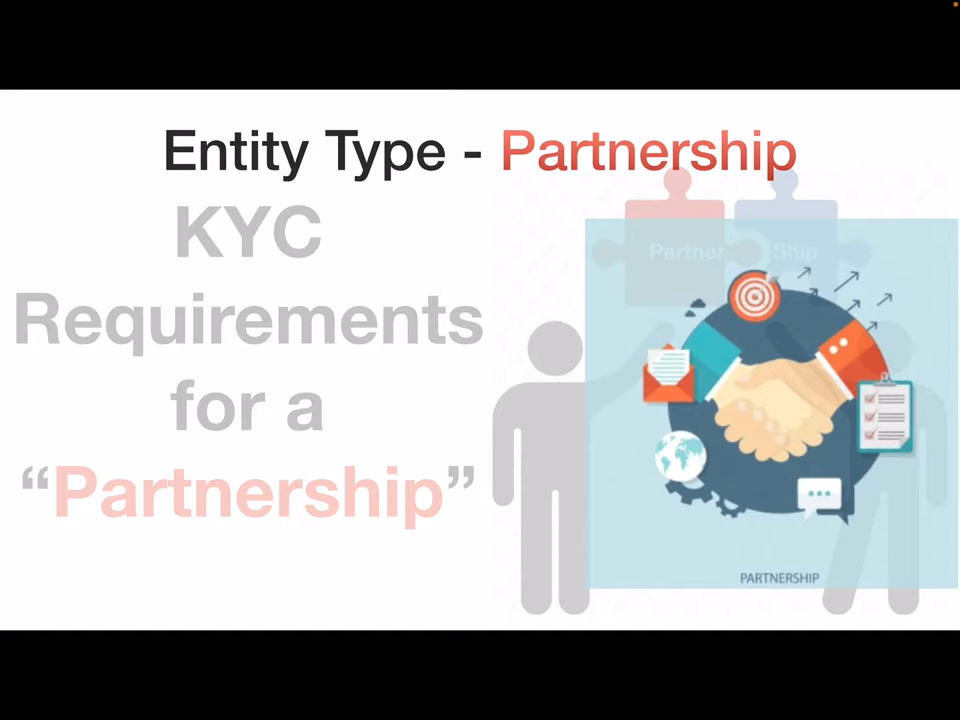 Entity Type - Partnership
KYC
Requirements
for a
“Partnership”
Partner Ship
PARTNERSHIP